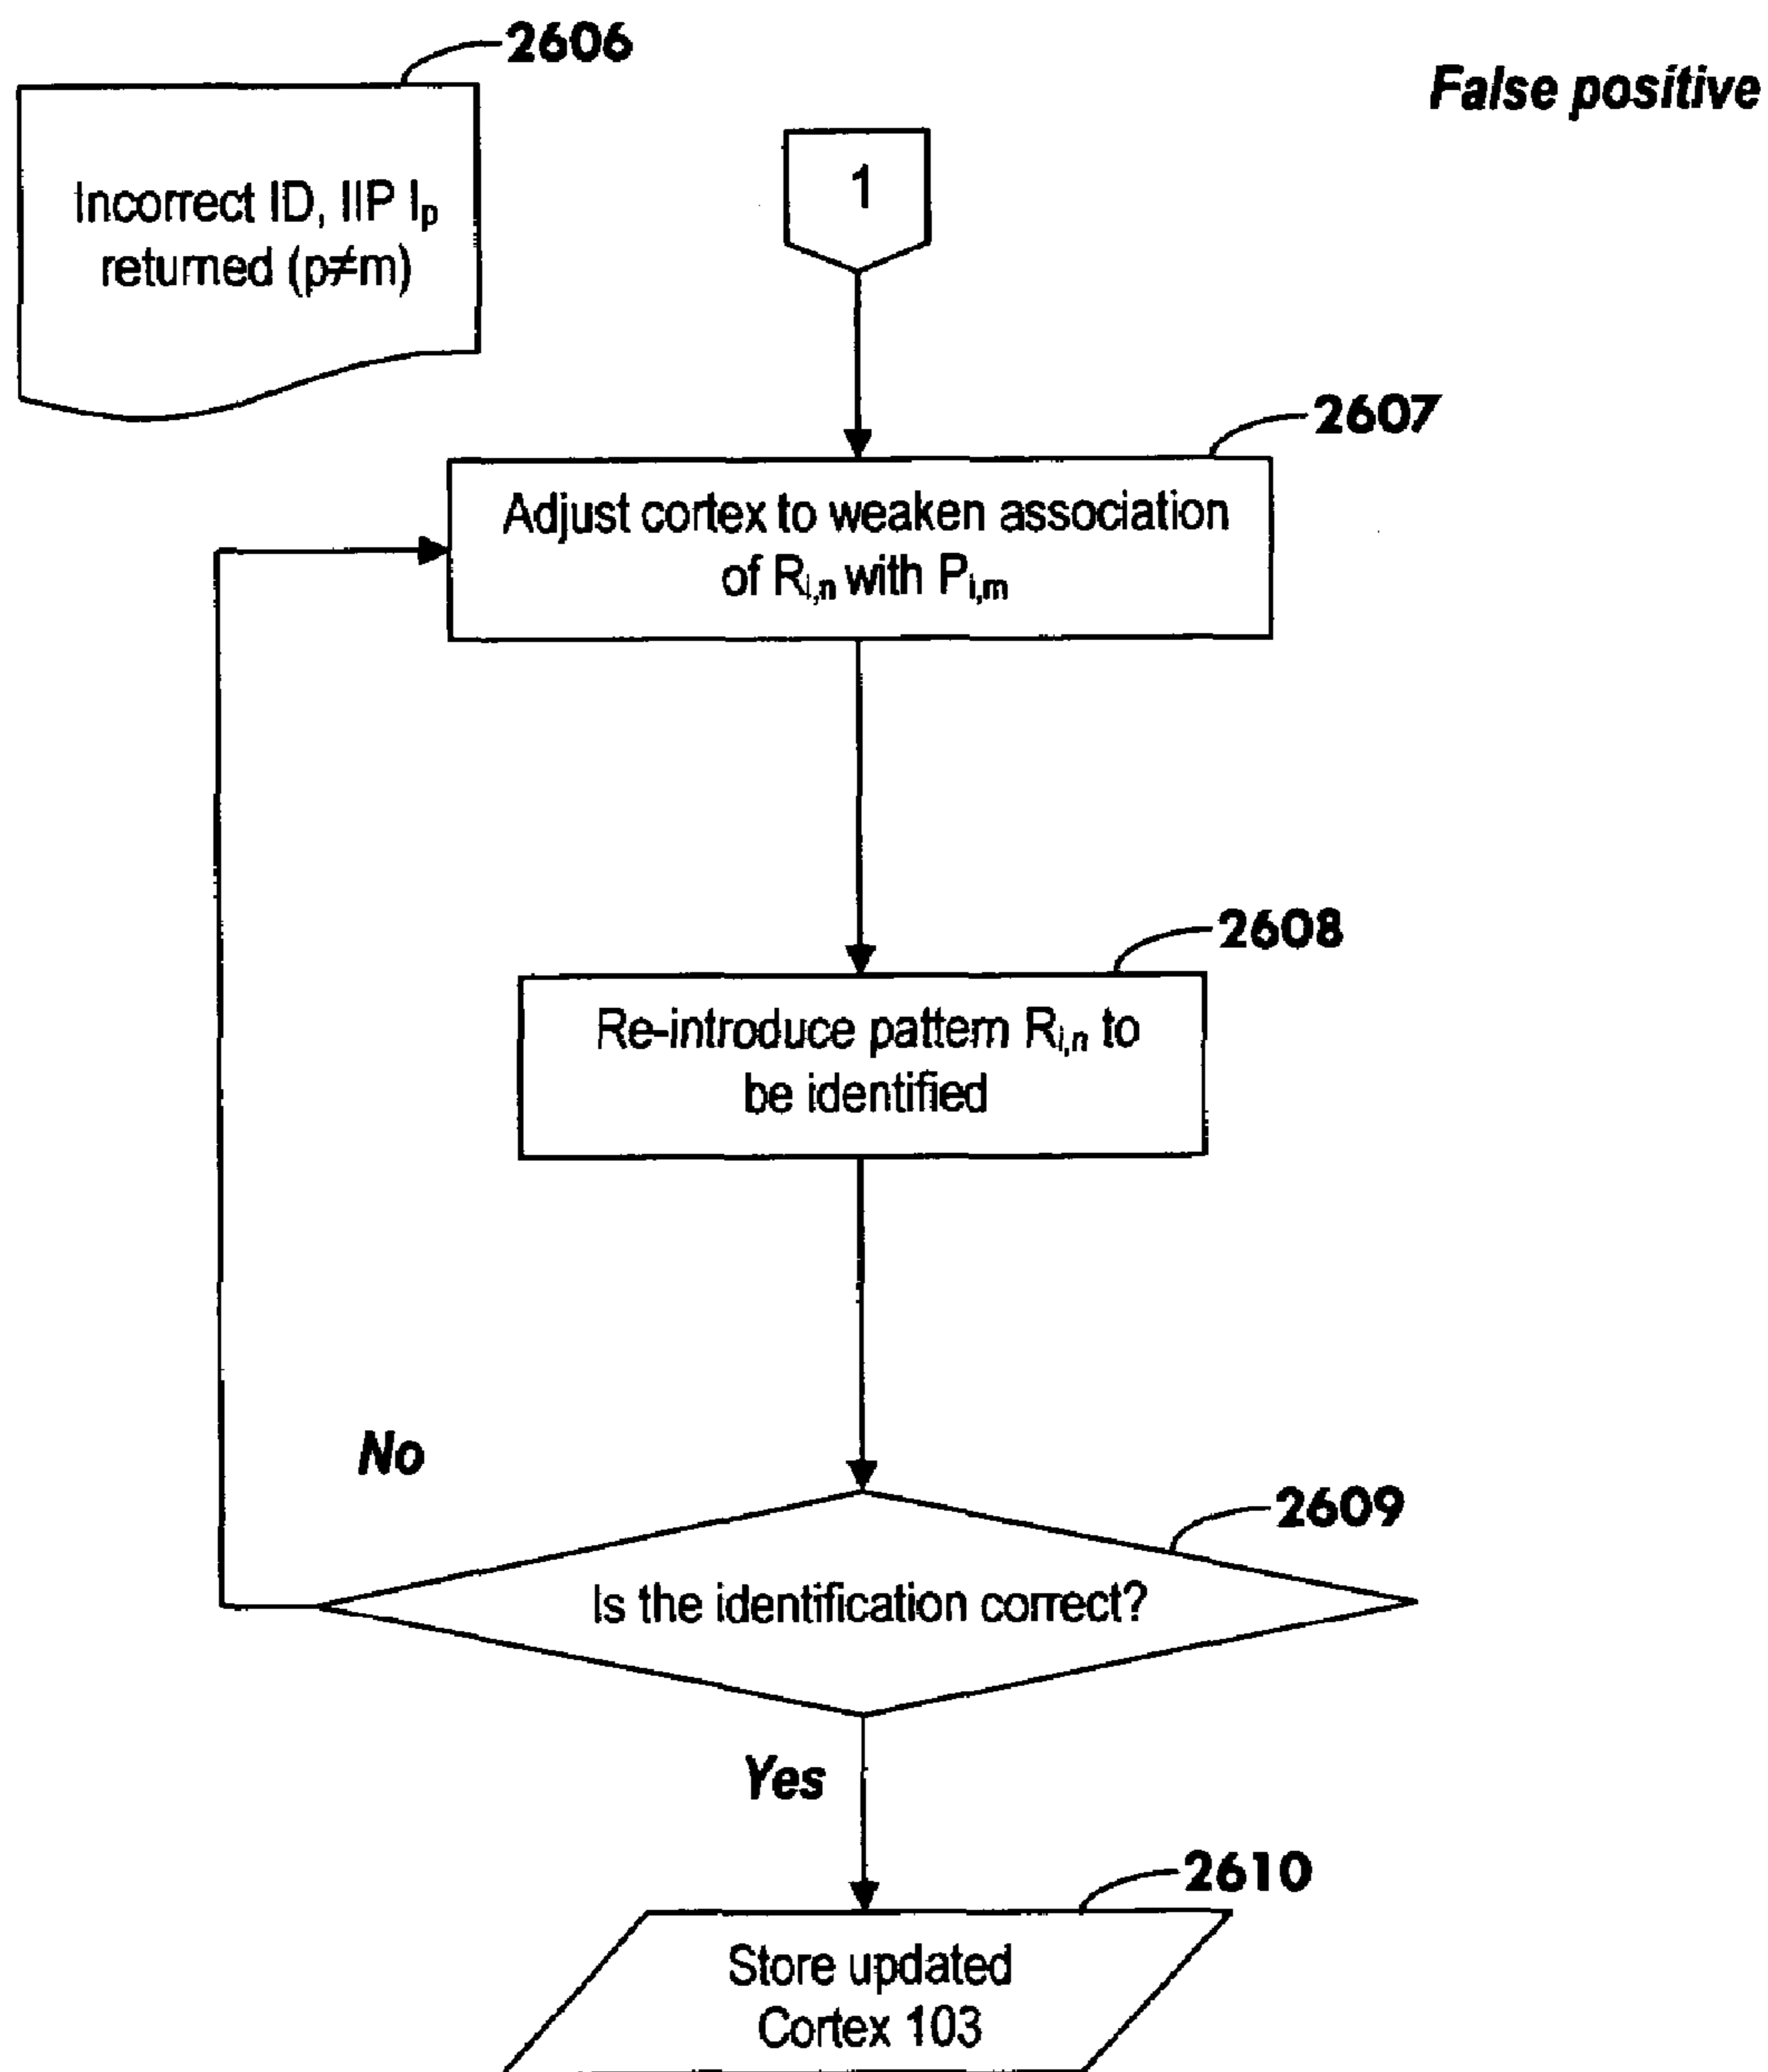 2606
False positive
Incorrect ID, IIP Iₚ
returned (p≠m)
1
2607
Adjust cortex to weaken association
of Ri,n with Pi,m
2608
Re-introduce pattern Ri,n to
be identified
No
2609
Is the identification correct?
Yes
2610
Store updated
Cortex 103